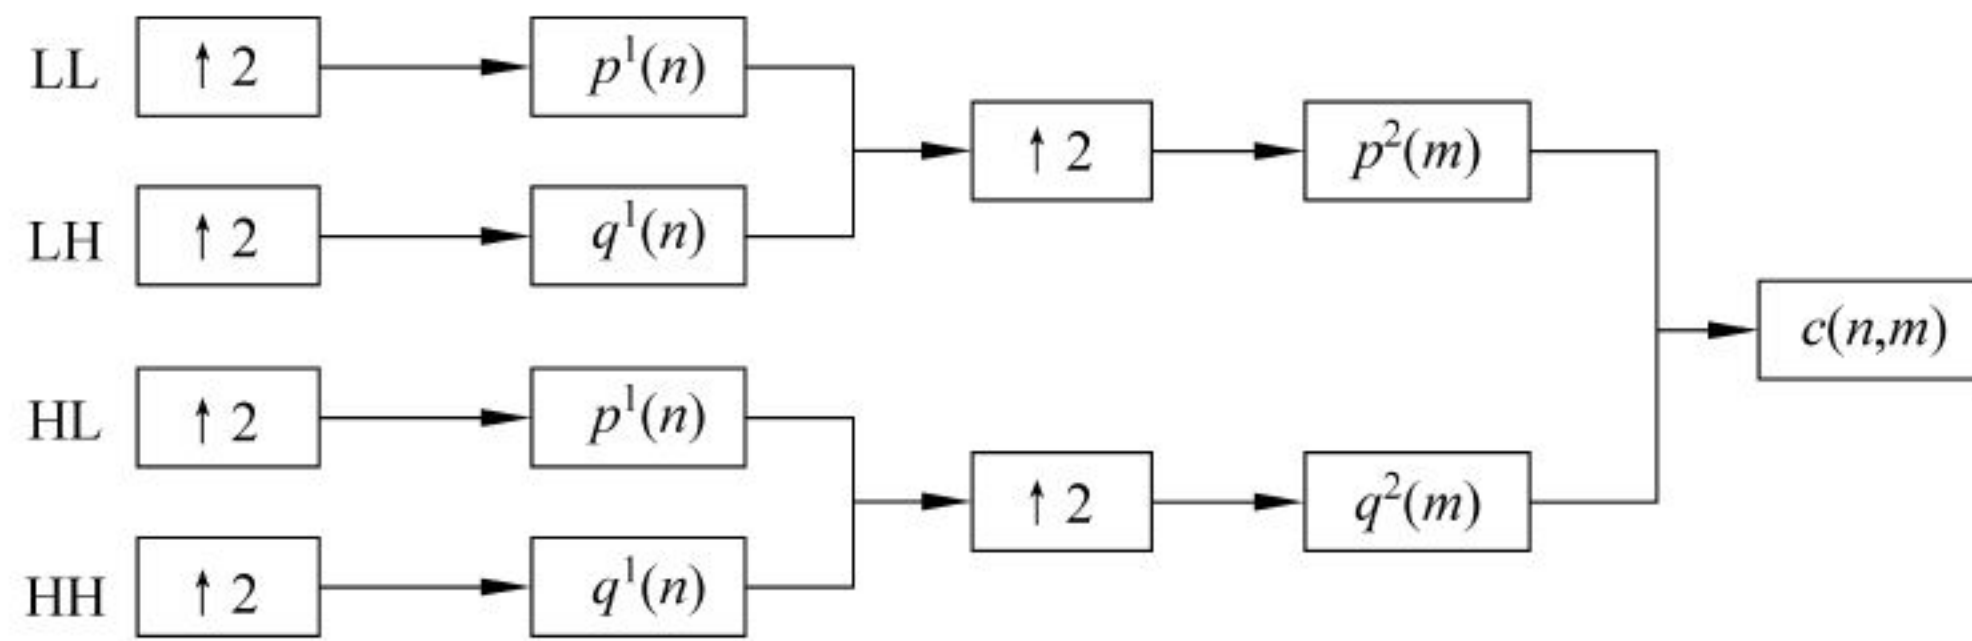 LL ↑ 2 p¹(n)
↑ 2 p²(m)
LH ↑ 2 q¹(n)
c(n,m)
HL ↑ 2 p¹(n)
↑ 2 q²(m)
HH ↑ 2 q¹(n)